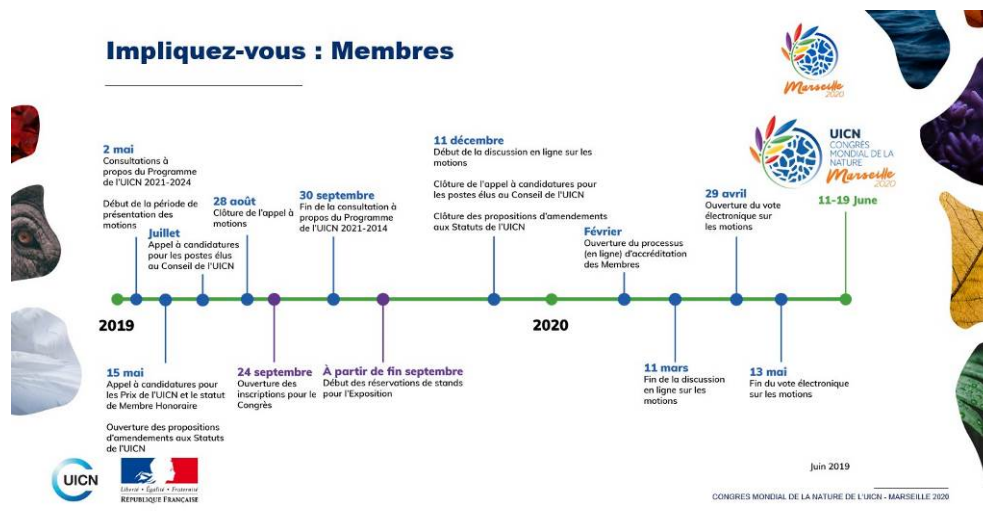 Impliquez-vous : Membres
Marseille
2020
UICN
CONGRÈS
MONDIAL DE LA
NATURE
Marseille
2020
11-19 June
2 mai
Consultations à
propos du Programme
de l'UICN 2021-2024
Début de la période de
présentation des
motions
Juillet
Appel à candidatures
pour les postes élus
au Conseil de l'UICN
28 août
Clôture de l'appel à
motions
30 septembre
Fin de la consultation à
propos du Programme
de l'UICN 2021-2014
11 décembre
Début de la discussion en ligne sur les
motions
Clôture de l'appel à candidatures pour
les postes élus au Conseil de l'UICN
Clôture des propositions d'amendements
aux Statuts de l'UICN
Février
Ouverture du processus
(en ligne) d'accréditation
des Membres
29 avril
Ouverture du vote
électronique sur
les motions
2019
2020
15 mai
Appel à candidatures pour
les Prix de l'UICN et le statut
de Membre Honoraire
Ouverture des propositions
d'amendements aux Statuts
de l'UICN
24 septembre
Ouverture des
inscriptions pour le
Congrès
À partir de fin septembre
Début des réservations de stands
pour l'Exposition
11 mars
Fin de la discussion
en ligne sur les
motions
13 mai
Fin du vote électronique
sur les motions
UICN
Liberté • Égalité • Fraternité
RÉPUBLIQUE FRANÇAISE
Juin 2019
CONGRES MONDIAL DE LA NATURE DE L'UICN - MARSEILLE 2020